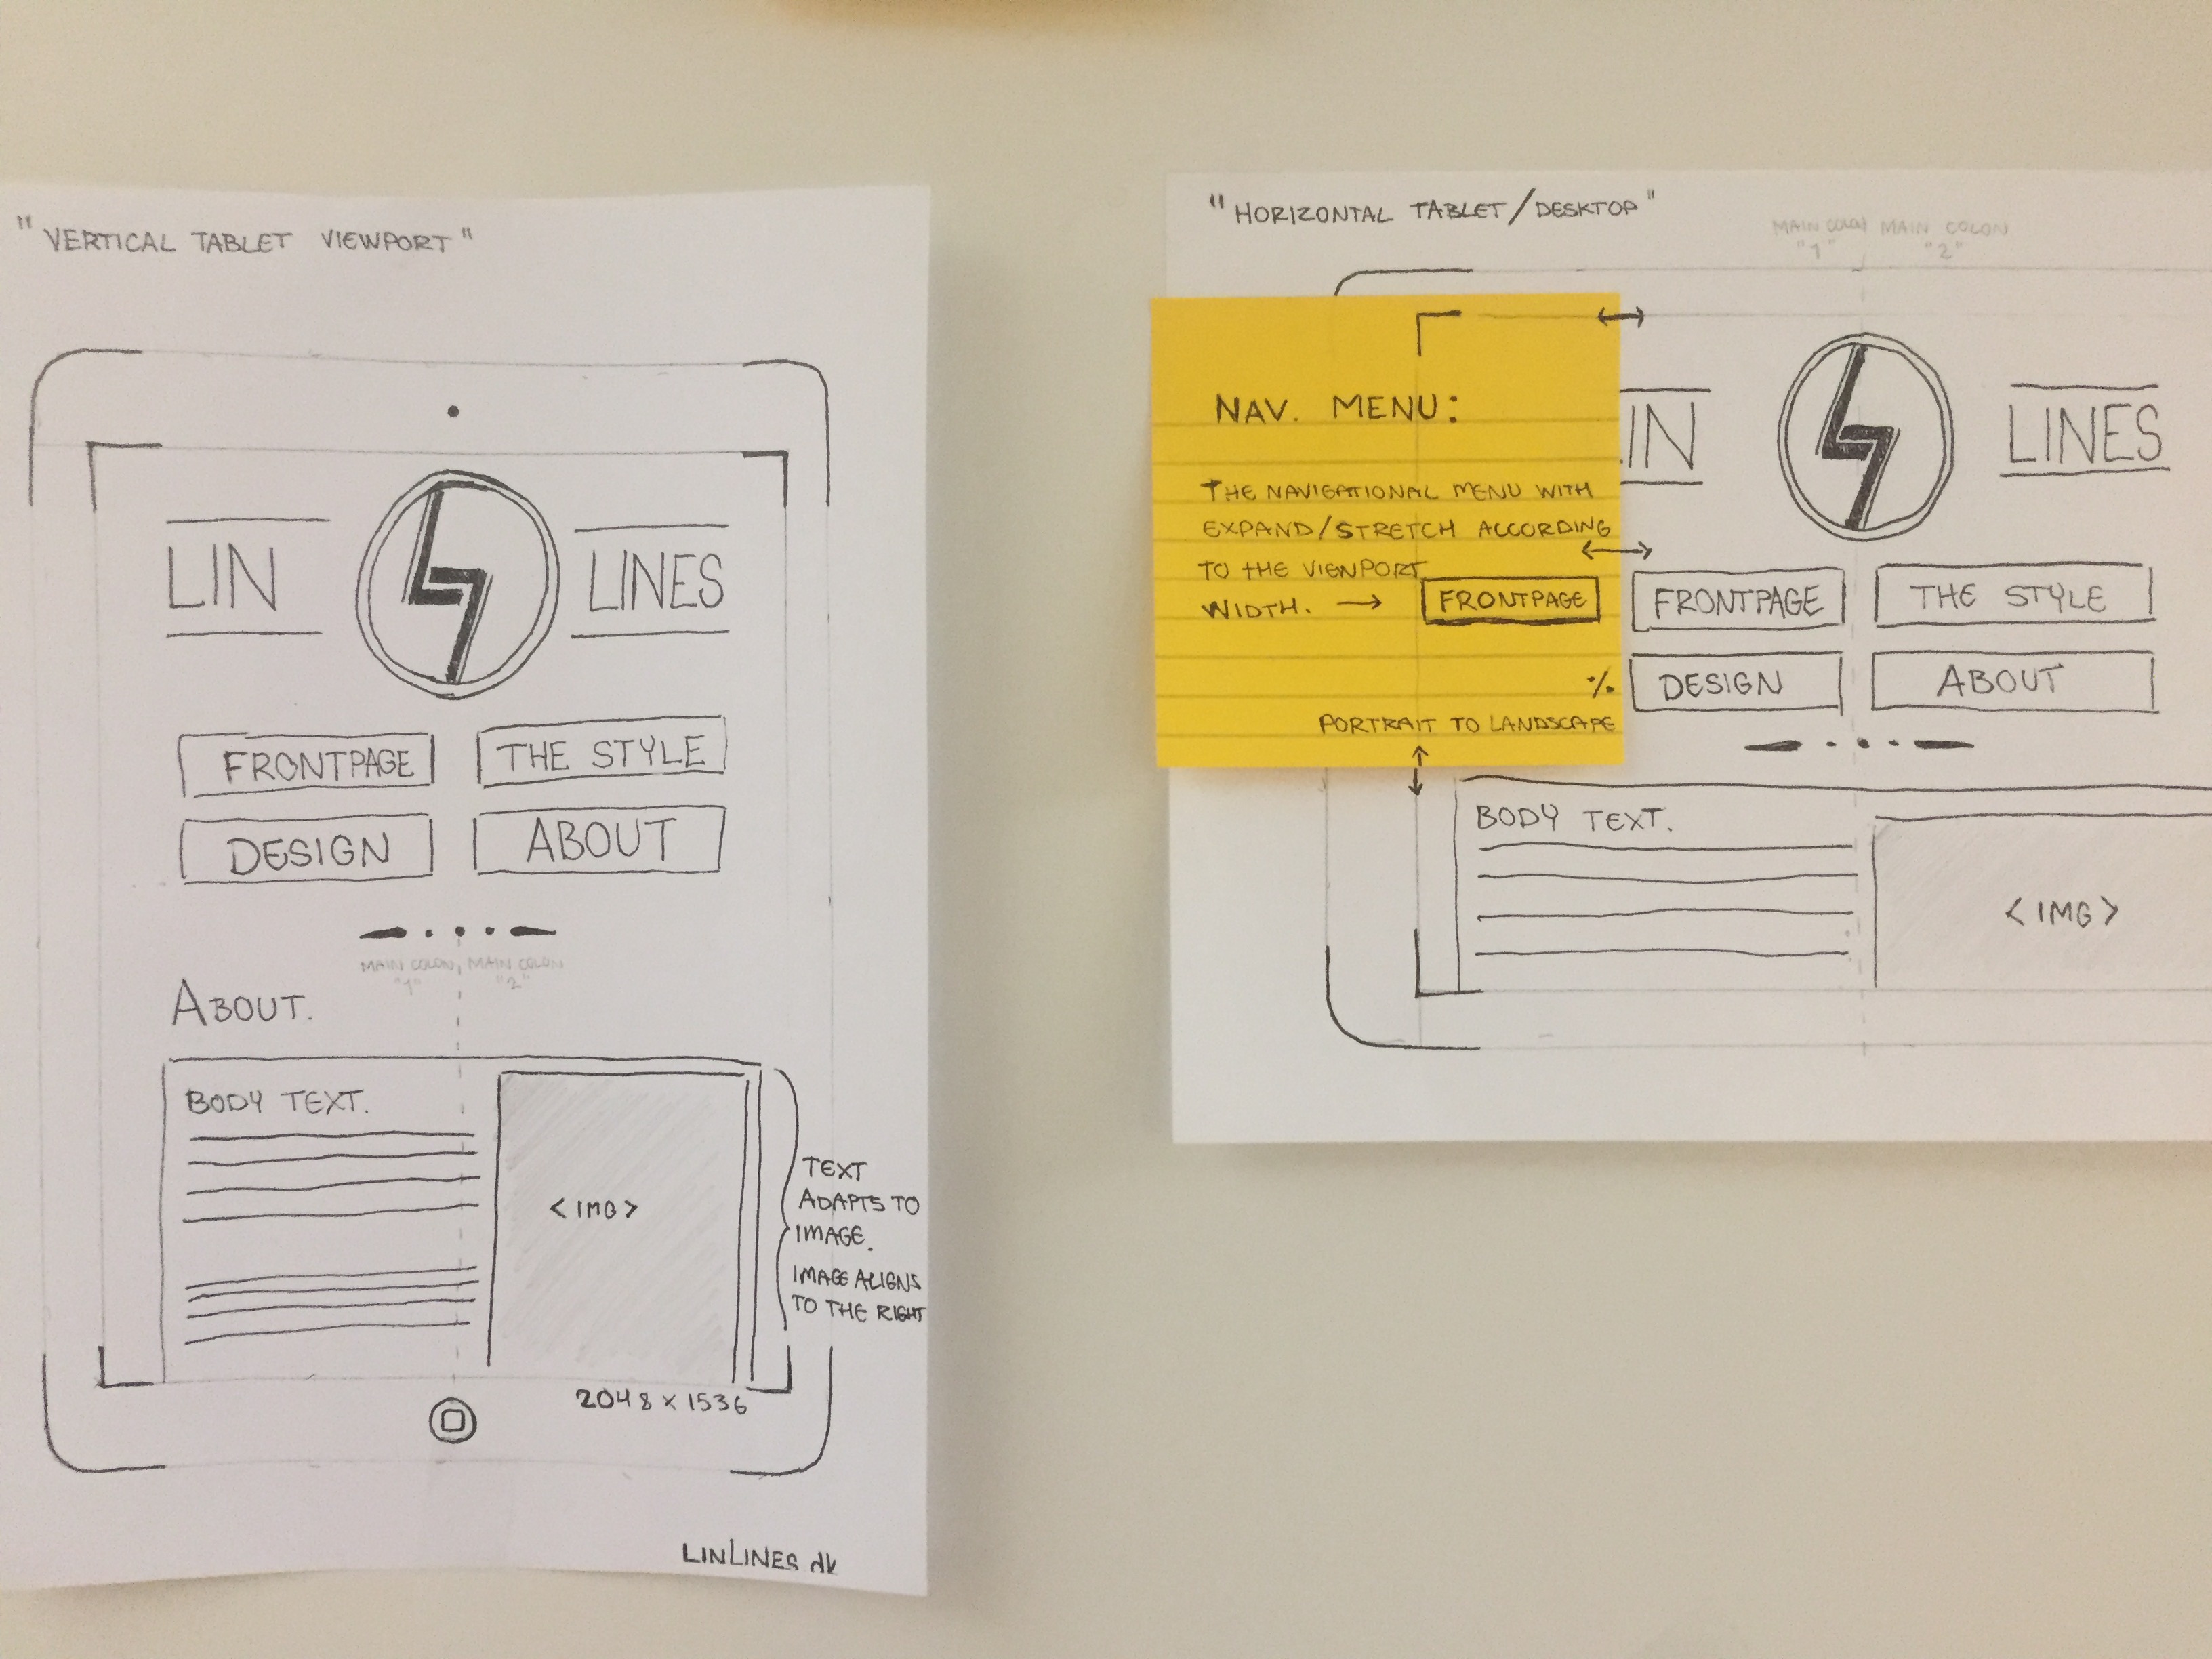 "VERTICAL TABLET VIEWPORT"
LIN
LINES
FRONTPAGE
THE STYLE
DESIGN
ABOUT
MAIN COLON MAIN COLON
"1" "2"
ABOUT.
BODY TEXT.
<IMG>
TEXT
ADAPTS TO
IMAGE.
IMAGE ALIGNS
TO THE RIGHT
2048 x 1536
LINLINES dk
"HORIZONTAL TABLET/DESKTOP"
MAIN COLON MAIN COLON
"1" "2"
NAV. MENU:
THE NAVIGATIONAL MENU WITH
EXPAND/STRETCH ACCORDING
TO THE VIEWPORT
WIDTH. → FRONTPAGE
%
PORTRAIT TO LANDSCAPE
IN
LINES
FRONTPAGE
THE STYLE
DESIGN
ABOUT
BODY TEXT.
<IMG>